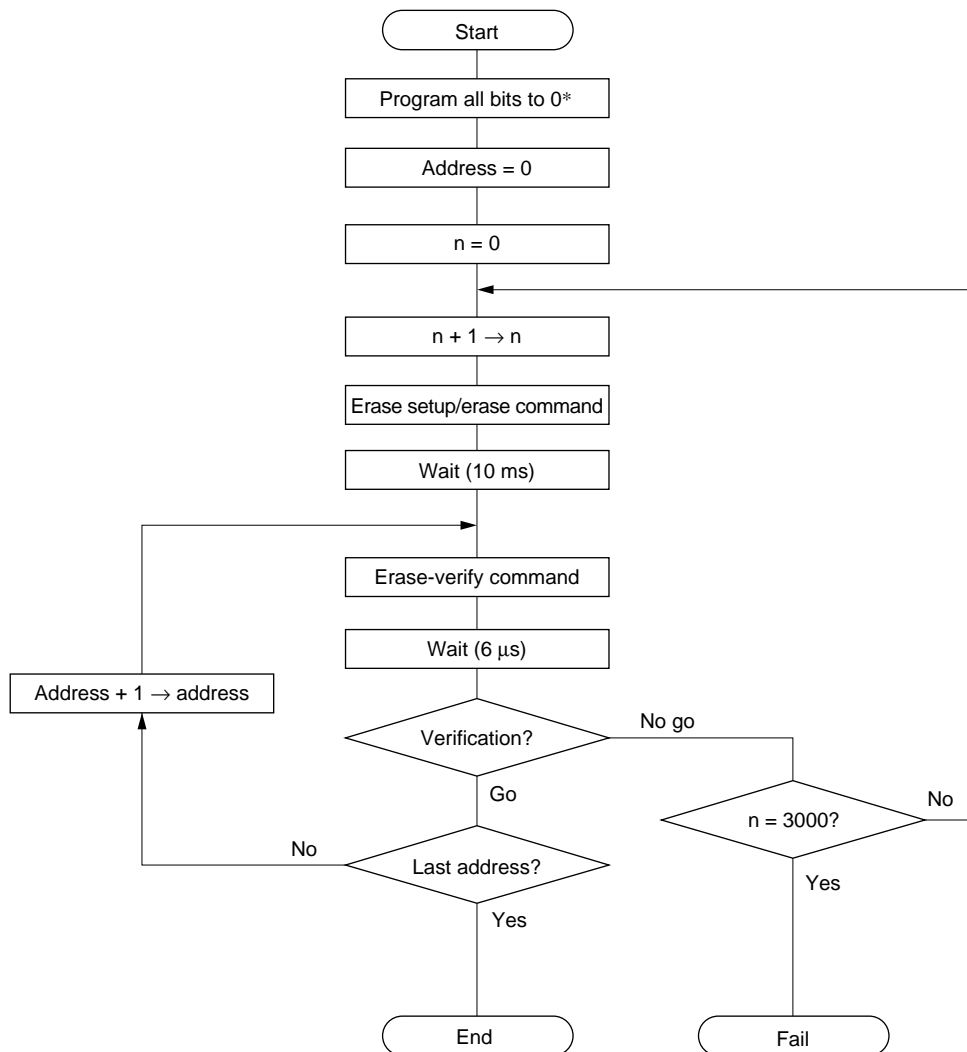 Start
Program all bits to 0*
Address = 0
n = 0
n + 1 → n
Erase setup/erase command
Wait (10 ms)
Erase-verify command
Wait (6 μs)
Address + 1 → address
Verification?
No go
Go
n = 3000?
No
No
Last address?
Yes
Yes
End
Fail